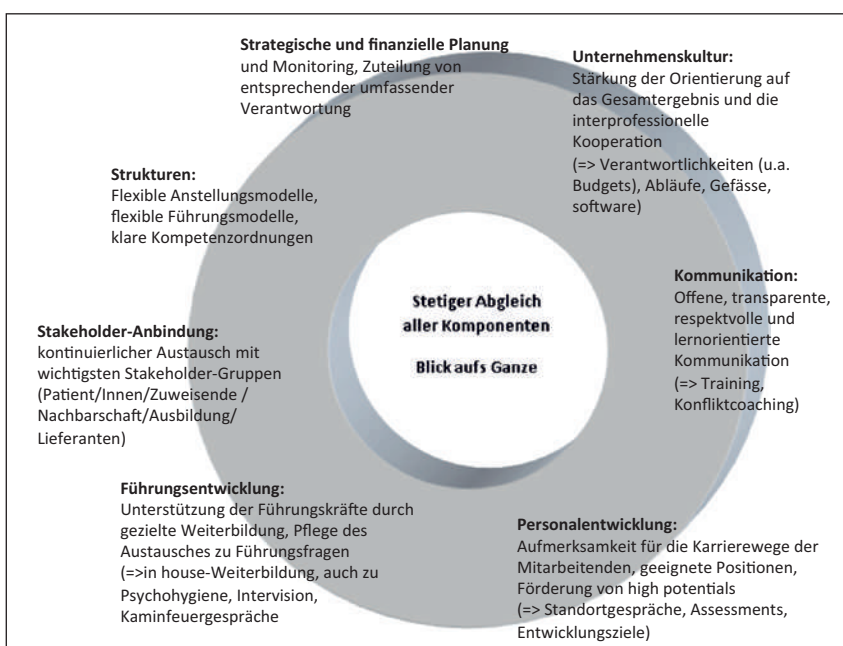 Strategische und finanzielle Planung
und Monitoring, Zuteilung von
entsprechender umfassender
Verantwortung
Unternehmenskultur:
Stärkung der Orientierung auf
das Gesamtergebnis und die
interprofessionelle
Kooperation
(=> Verantwortlichkeiten (u.a.
Budgets), Abläufe, Gefässe,
software)
Kommunikation:
Offene, transparente,
respektvolle und
lernorientierte
Kommunikation
(=> Training,
Konfliktcoaching)
Personalentwicklung:
Aufmerksamkeit für die Karrierewege der
Mitarbeitenden, geeignete Positionen,
Förderung von high potentials
(=> Standortgespräche, Assessments,
Entwicklungsziele)
Führungsentwicklung:
Unterstützung der Führungskräfte durch
gezielte Weiterbildung, Pflege des
Austausches zu Führungsfragen
(=>in house-Weiterbildung, auch zu
Psychohygiene, Intervision,
Kaminfeuergespräche
Stakeholder-Anbindung:
kontinuierlicher Austausch mit
wichtigsten Stakeholder-Gruppen
(Patient/Innen/Zuweisende /
Nachbarschaft/Ausbildung/
Lieferanten)
Strukturen:
Flexible Anstellungsmodelle,
flexible Führungsmodelle,
klare Kompetenzordnungen
Stetiger Abgleich
aller Komponenten
Blick aufs Ganze